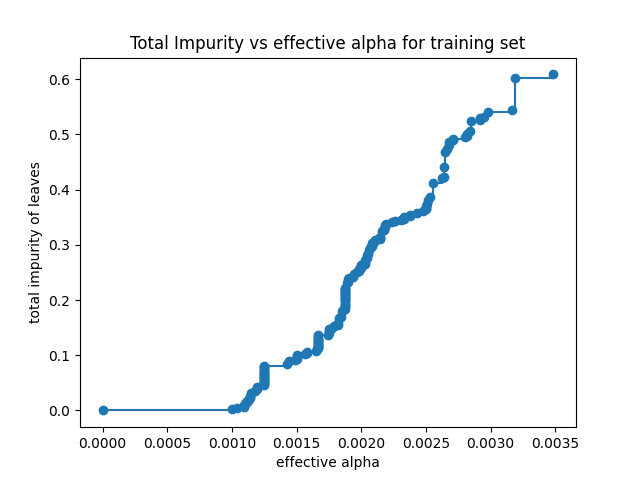 Total Impurity vs effective alpha for training set
total impurity of leaves
0.6
0.5
0.4
0.3
0.2
0.1
0.0
0.0000 0.0005 0.0010 0.0015 0.0020 0.0025 0.0030 0.0035
effective alpha